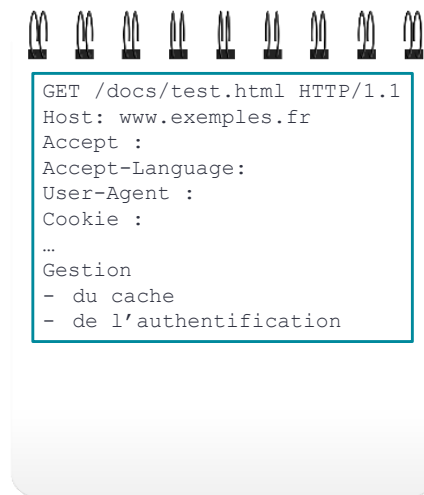 GET /docs/test.html HTTP/1.1
Host: www.exemples.fr
Accept :
Accept-Language:
User-Agent :
Cookie :
…
Gestion
- du cache
- de l’authentification